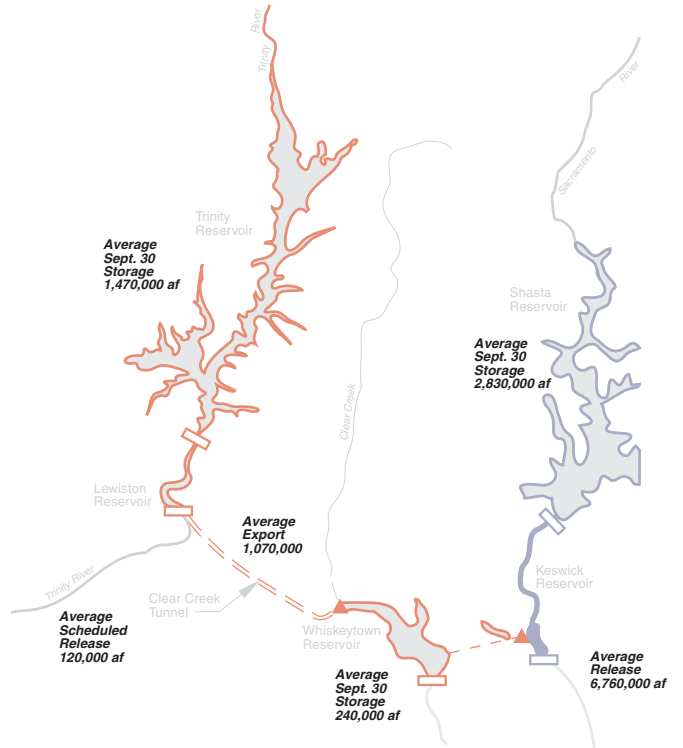 River
Trinity
River
Sacramento
Trinity
Reservoir
Average
Sept. 30
Storage
1,470,000 af
Shasta
Reservoir
Average
Sept. 30
Storage
2,830,000 af
Clear Creek
Lewiston
Reservoir
Average
Export
1,070,000
Trinity River
Clear Creek
Tunnel
Keswick
Reservoir
Average
Scheduled
Release
120,000 af
Whiskeytown
Reservoir
Average
Sept. 30
Storage
240,000 af
Average
Release
6,760,000 af